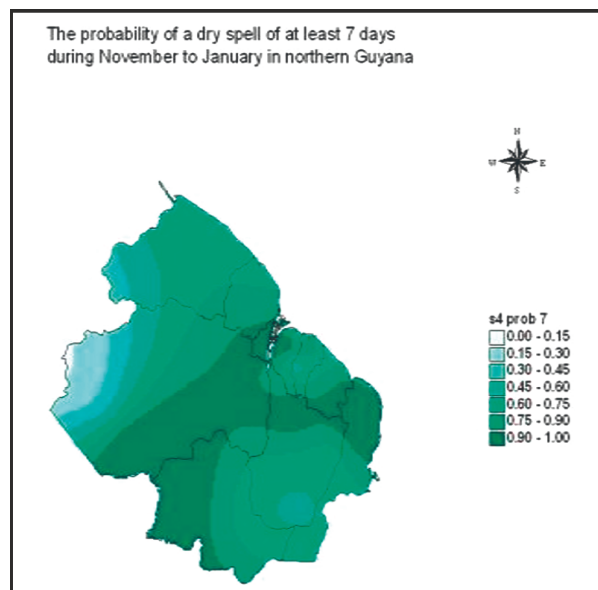 The probability of a dry spell of at least 7 days
during November to January in northern Guyana
N
W E
S
s4 prob 7
0.00 - 0.15
0.15 - 0.30
0.30 - 0.45
0.45 - 0.60
0.60 - 0.75
0.75 - 0.90
0.90 - 1.00